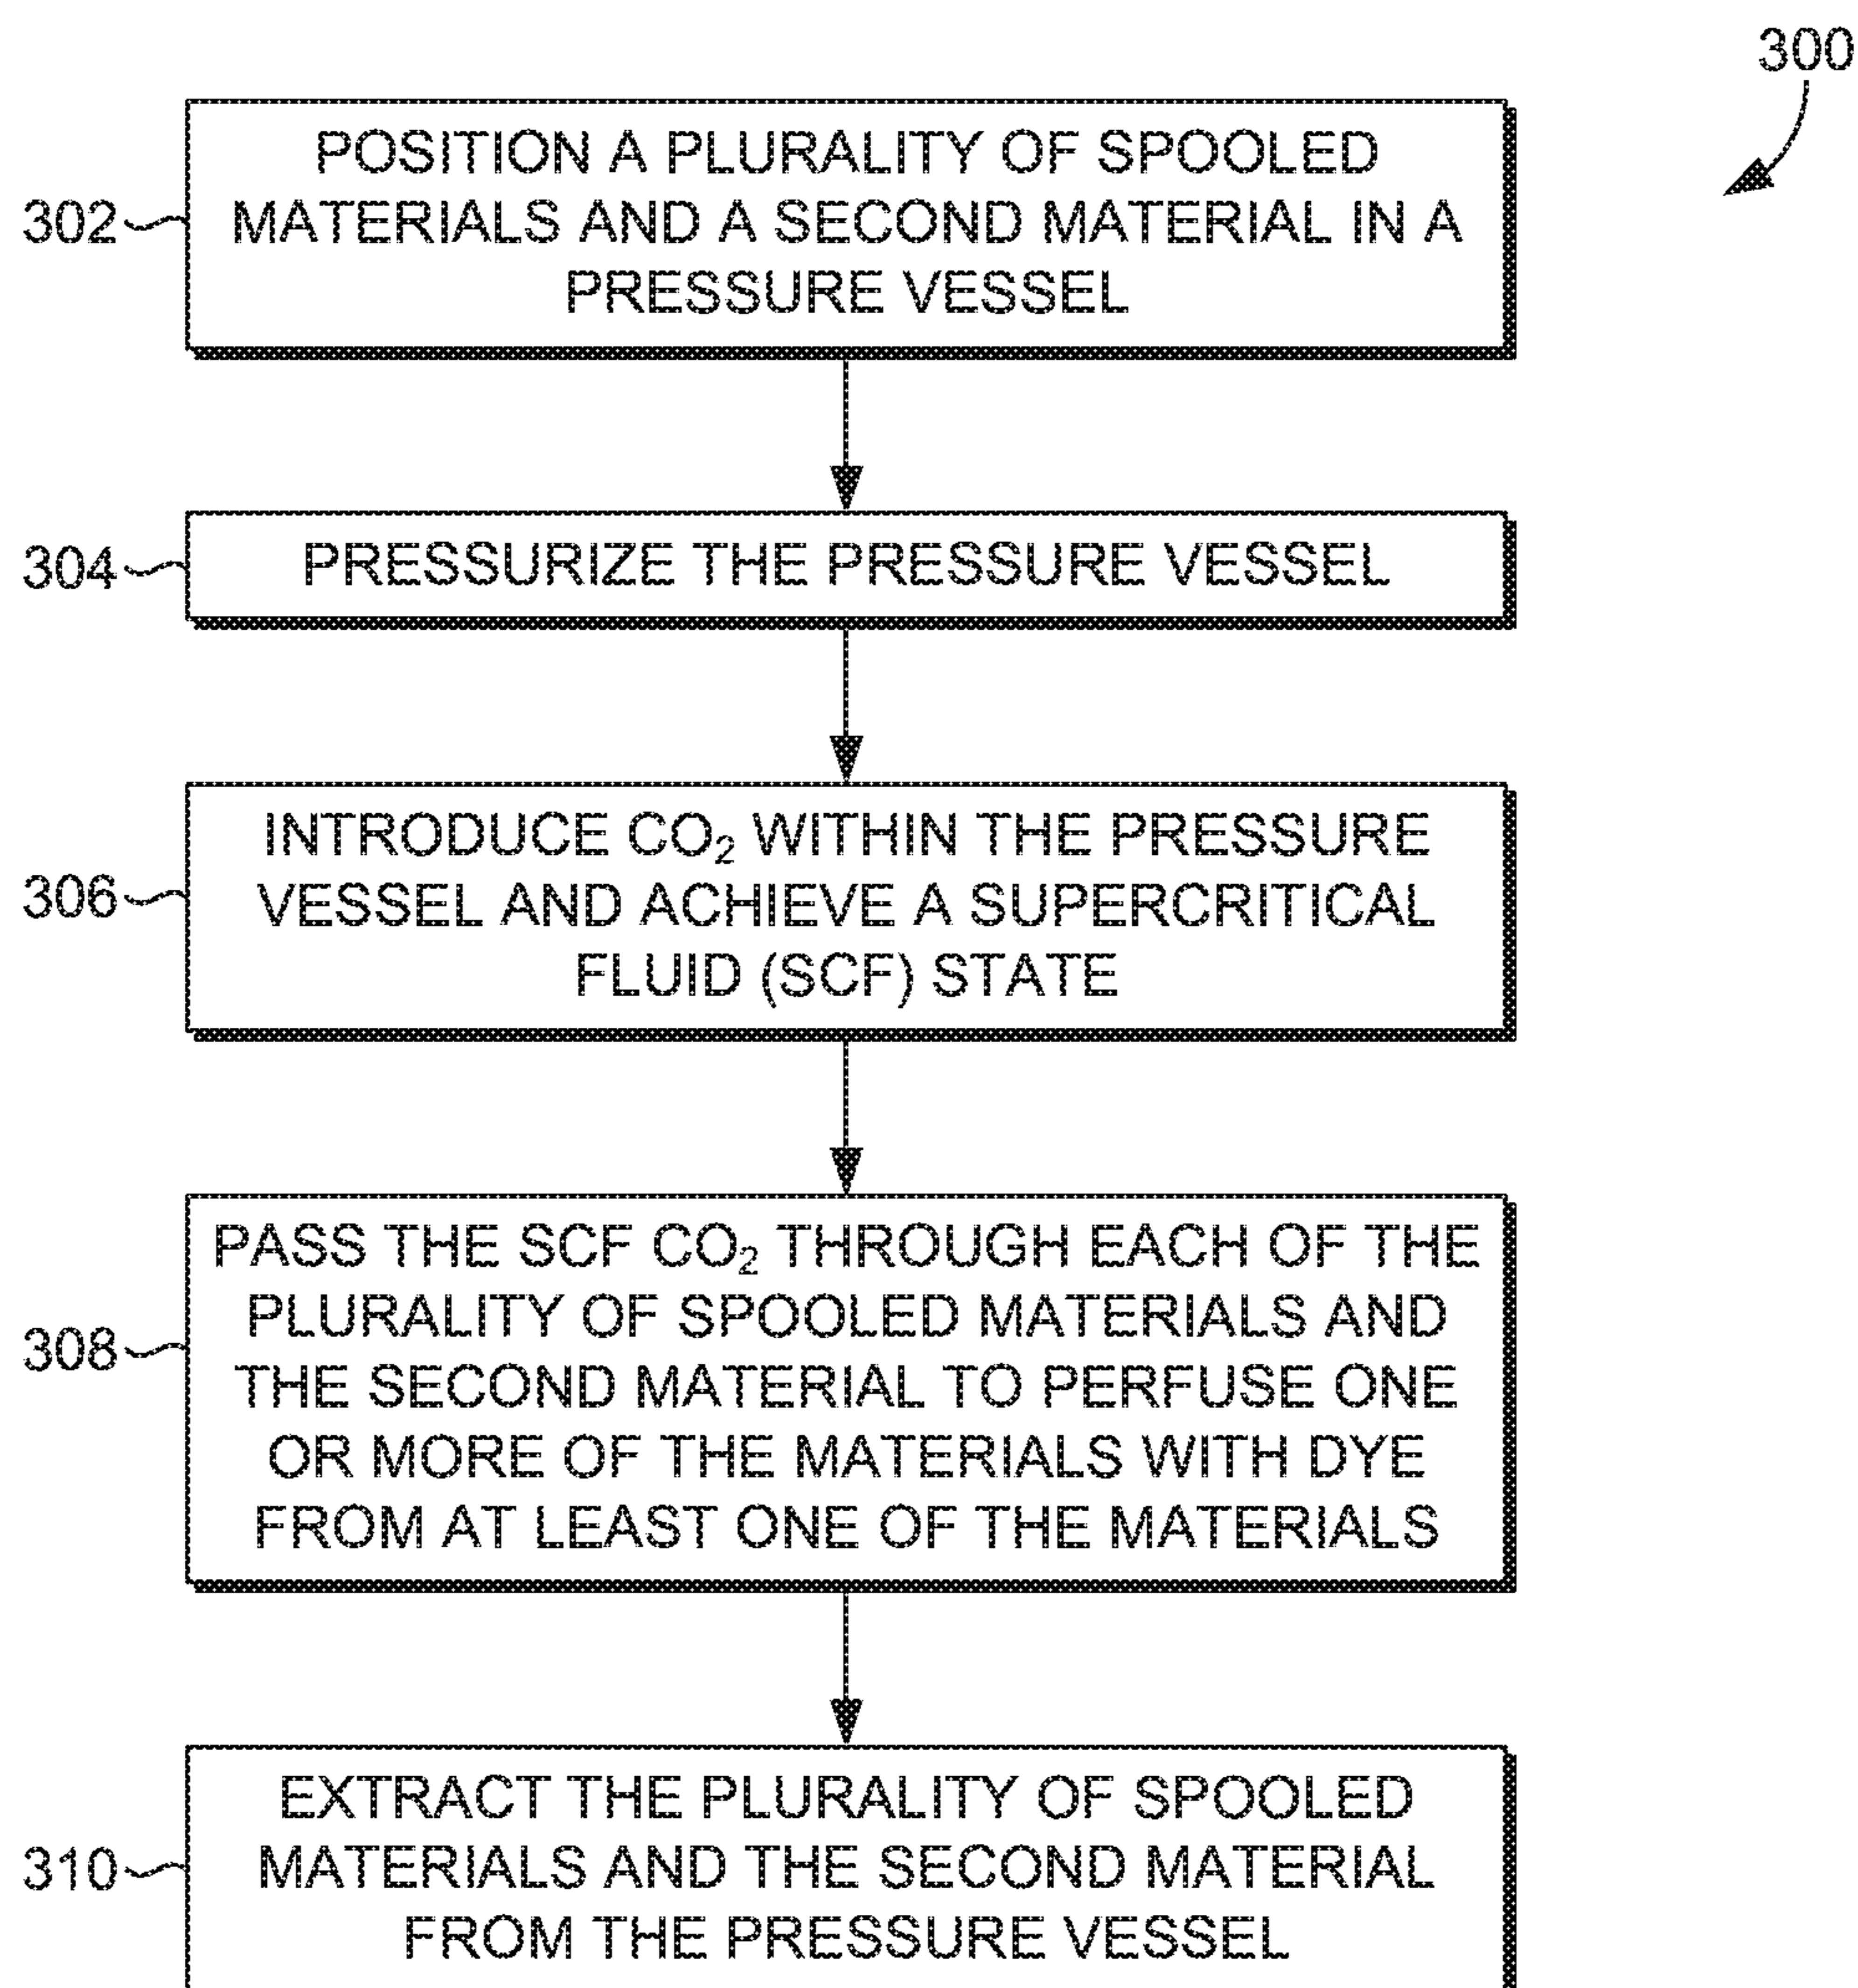 300
POSITION A PLURALITY OF SPOOLED
302 MATERIALS AND A SECOND MATERIAL IN A
PRESSURE VESSEL
304 PRESSURIZE THE PRESSURE VESSEL
INTRODUCE CO₂ WITHIN THE PRESSURE
306 VESSEL AND ACHIEVE A SUPERCRITICAL
FLUID (SCF) STATE
PASS THE SCF CO₂ THROUGH EACH OF THE
PLURALITY OF SPOOLED MATERIALS AND
308 THE SECOND MATERIAL TO PERFUSE ONE
OR MORE OF THE MATERIALS WITH DYE
FROM AT LEAST ONE OF THE MATERIALS
EXTRACT THE PLURALITY OF SPOOLED
310 MATERIALS AND THE SECOND MATERIAL
FROM THE PRESSURE VESSEL